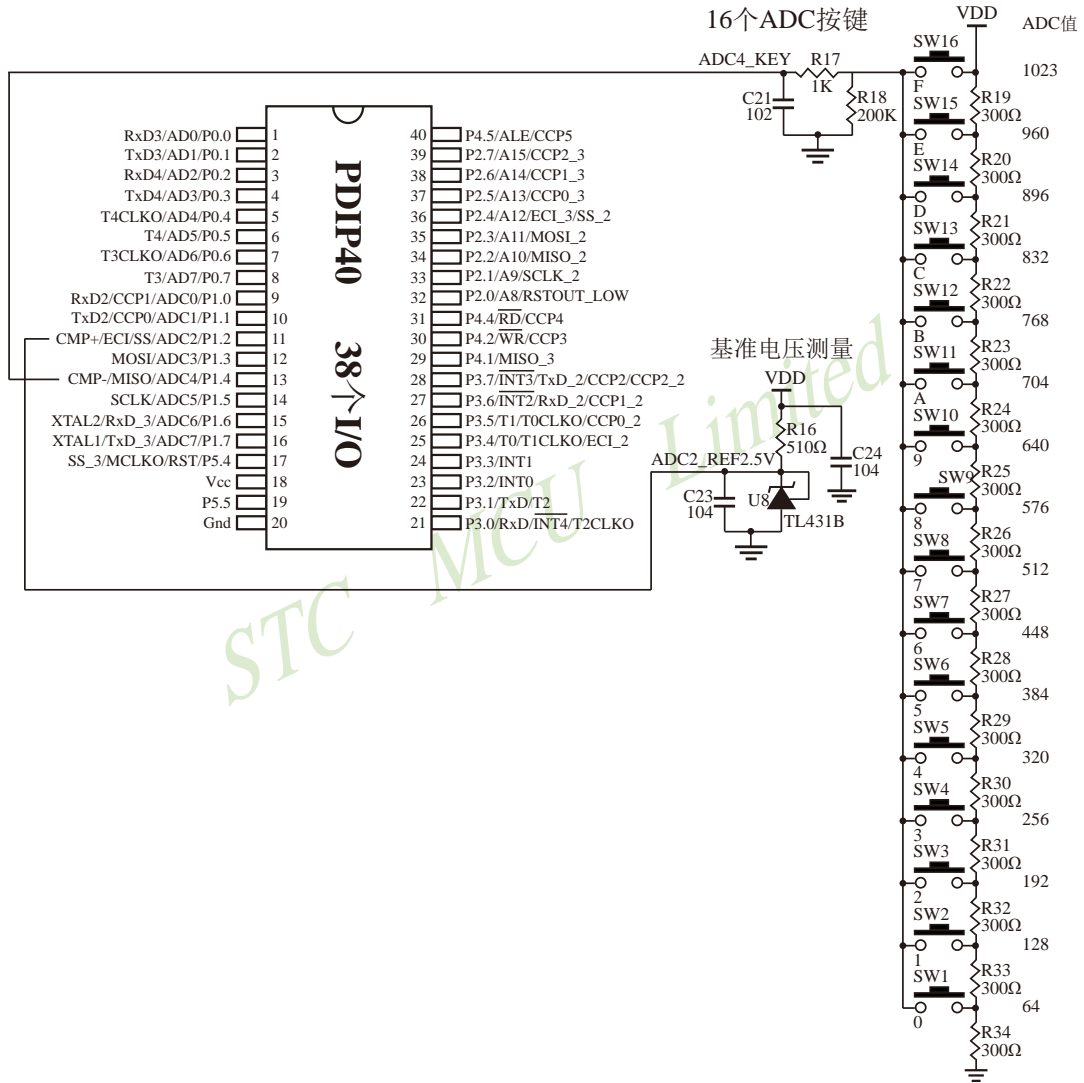 16个ADC按键
VDD
ADC值
ADC4_KEY
R17
1K
C21
102
R18
200K
RxD3/AD0/P0.0 1
TxD3/AD1/P0.1 2
RxD4/AD2/P0.2 3
TxD4/AD3/P0.3 4
T4CLKO/AD4/P0.4 5
T4/AD5/P0.5 6
T3CLKO/AD6/P0.6 7
T3/AD7/P0.7 8
RxD2/CCP1/ADC0/P1.0 9
TxD2/CCP0/ADC1/P1.1 10
CMP+/ECI/SS/ADC2/P1.2 11
MOSI/ADC3/P1.3 12
CMP-/MISO/ADC4/P1.4 13
SCLK/ADC5/P1.5 14
XTAL2/RxD_3/ADC6/P1.6 15
XTAL1/TxD_3/ADC7/P1.7 16
SS_3/MCLKO/RST/P5.4 17
Vcc 18
P5.5 19
Gnd 20
PDIP40 38个I/O
40 P4.5/ALE/CCP5
39 P2.7/A15/CCP2_3
38 P2.6/A14/CCP1_3
37 P2.5/A13/CCP0_3
36 P2.4/A12/ECI_3/SS_2
35 P2.3/A11/MOSI_2
34 P2.2/A10/MISO_2
33 P2.1/A9/SCLK_2
32 P2.0/A8/RSTOUT_LOW
31 P4.4/RD/CCP4
30 P4.2/WR/CCP3
29 P4.1/MISO_3
28 P3.7/INT3/TxD_2/CCP2/CCP2_2
27 P3.6/INT2/RxD_2/CCP1_2
26 P3.5/T1/T0CLKO/CCP0_2
25 P3.4/T0/T1CLKO/ECI_2
24 P3.3/INT1
23 P3.2/INT0
22 P3.1/TxD/T2
21 P3.0/RxD/INT4/T2CLKO
基准电压测量
VDD
R16
510Ω
ADC2_REF2.5V
C24
104
C23
104
U8
TL431B
SW16
F
1023
R19
300Ω
SW15
E
960
R20
300Ω
SW14
D
896
R21
300Ω
SW13
C
832
R22
300Ω
SW12
B
768
R23
300Ω
SW11
A
704
R24
300Ω
SW10
9
640
R25
300Ω
SW9
8
576
R26
300Ω
SW8
7
512
R27
300Ω
SW7
6
448
R28
300Ω
SW6
5
384
R29
300Ω
SW5
4
320
R30
300Ω
SW4
3
256
R31
300Ω
SW3
2
192
R32
300Ω
SW2
1
128
R33
300Ω
SW1
0
64
R34
300Ω
STC MCU Limited